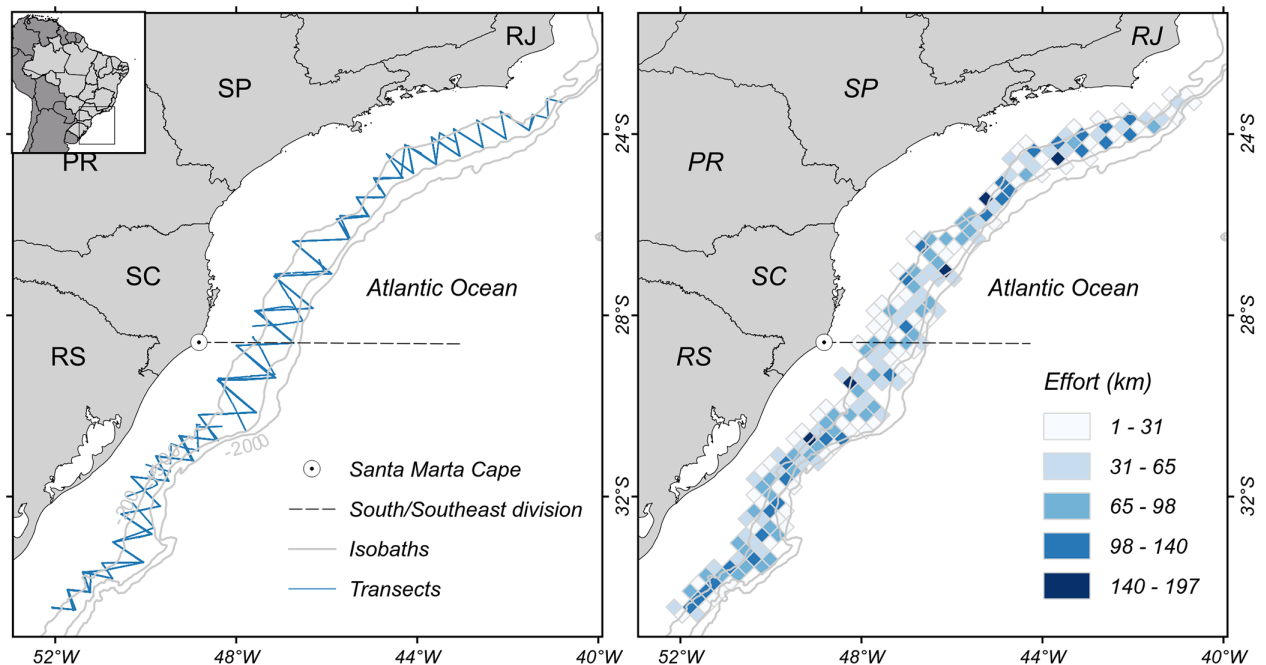 RJ
SP
PR
SC
Atlantic Ocean
RS
-2000
Santa Marta Cape
South/Southeast division
Isobaths
Transects
52°W
48°W
44°W
40°W
RJ
SP
24°S
24°S
PR
SC
Atlantic Ocean
28°S
28°S
RS
Effort (km)
1 - 31
31 - 65
65 - 98
98 - 140
140 - 197
32°S
32°S
52°W
48°W
44°W
40°W